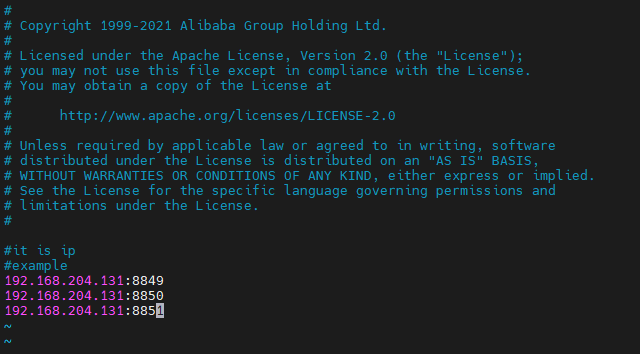 #
# Copyright 1999-2021 Alibaba Group Holding Ltd.
#
# Licensed under the Apache License, Version 2.0 (the "License");
# you may not use this file except in compliance with the License.
# You may obtain a copy of the License at
#
#      http://www.apache.org/licenses/LICENSE-2.0
#
# Unless required by applicable law or agreed to in writing, software
# distributed under the License is distributed on an "AS IS" BASIS,
# WITHOUT WARRANTIES OR CONDITIONS OF ANY KIND, either express or implied.
# See the License for the specific language governing permissions and
# limitations under the License.
#

#it is ip
#example
192.168.204.131:8849
192.168.204.131:8850
192.168.204.131:8851
~
~